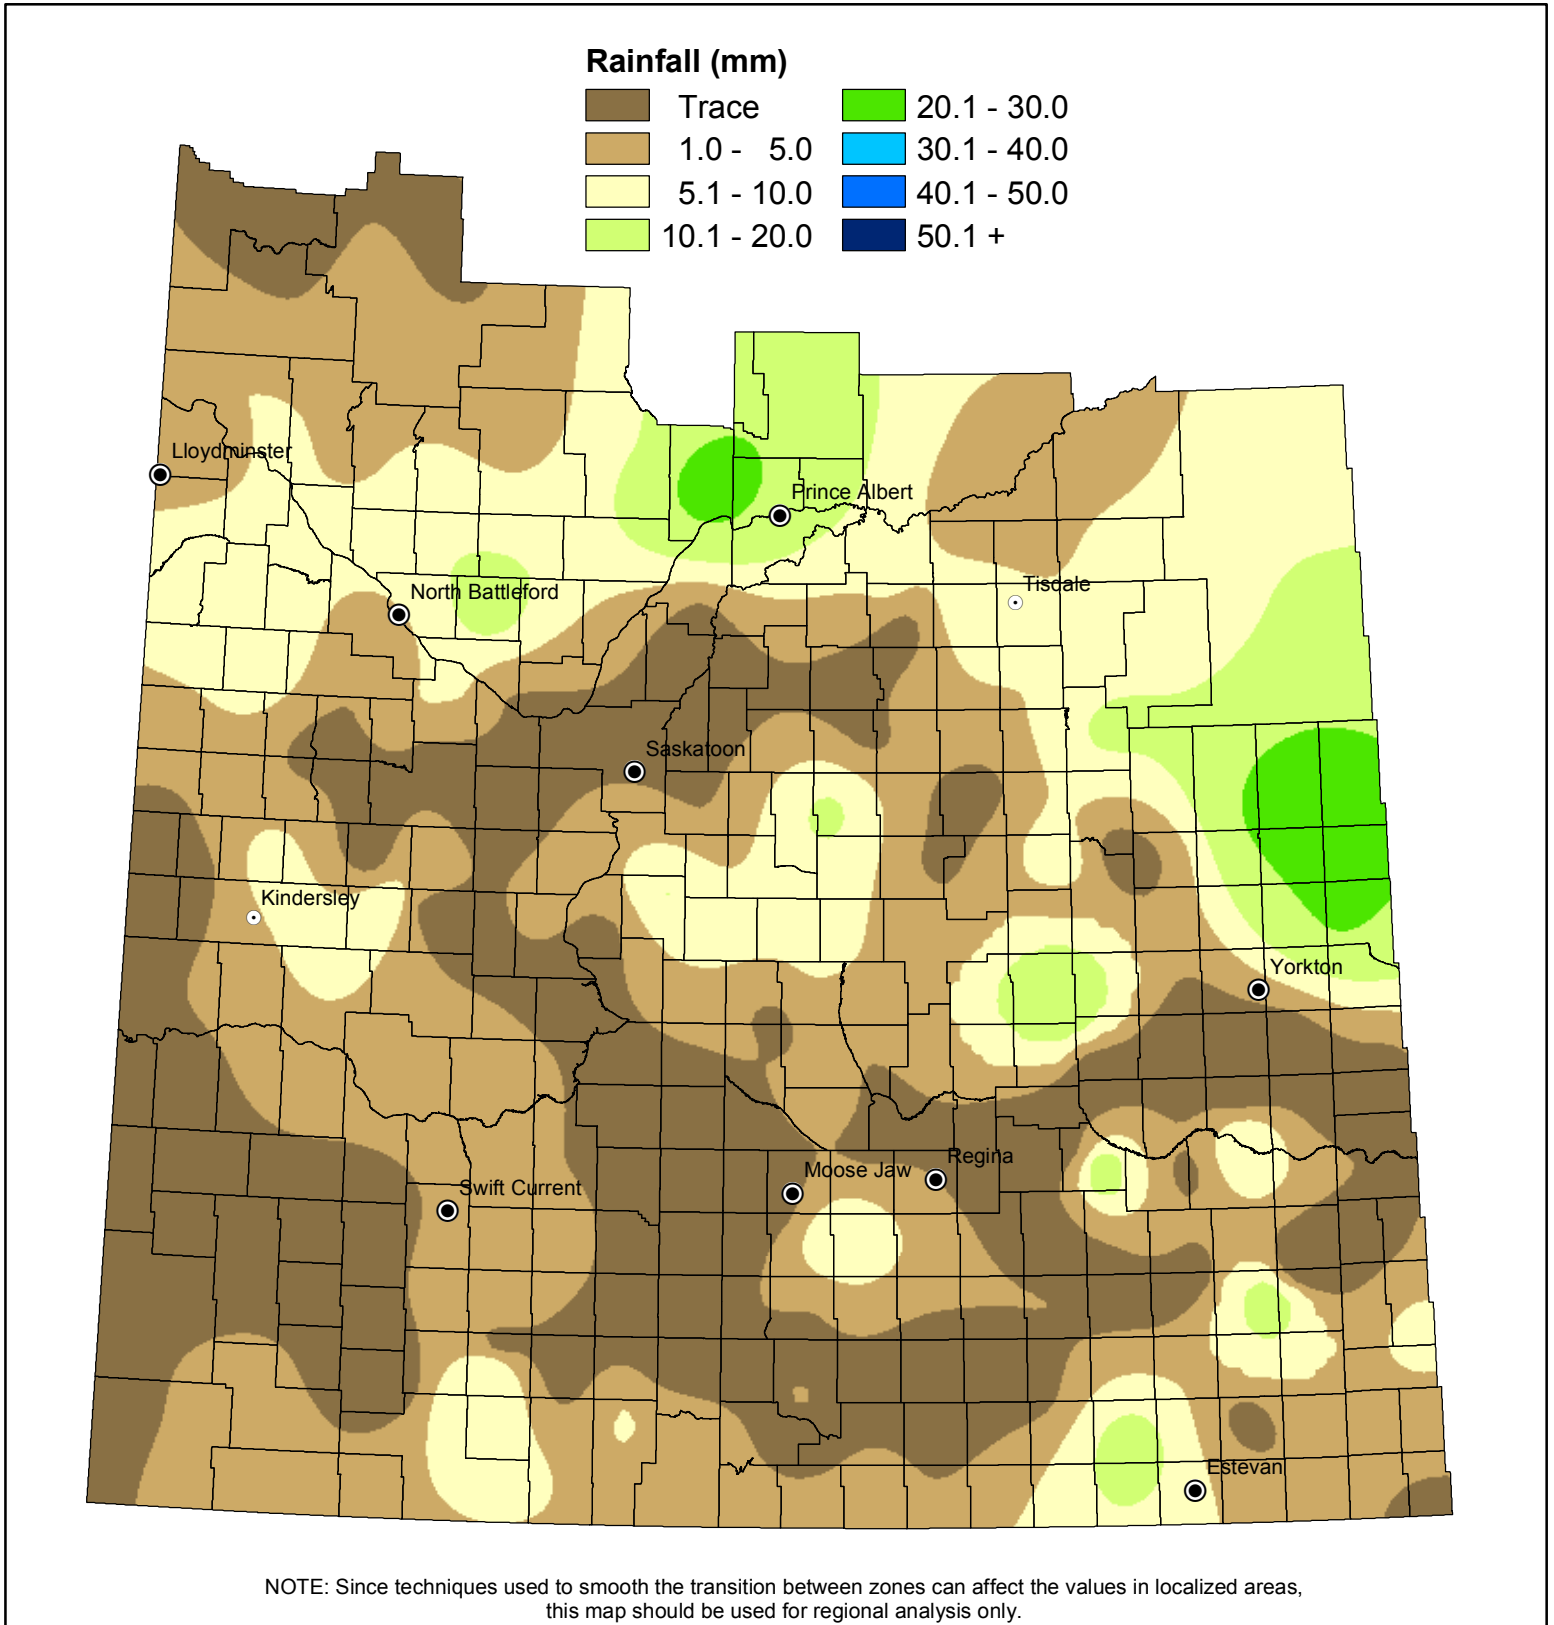 Rainfall (mm)
Trace
1.0 - 5.0
5.1 - 10.0
10.1 - 20.0
20.1 - 30.0
30.1 - 40.0
40.1 - 50.0
50.1 +
Lloydminster
Prince Albert
North Battleford
Tisdale
Saskatoon
Kindersley
Yorkton
Regina
Moose Jaw
Swift Current
Estevan
NOTE: Since techniques used to smooth the transition between zones can affect the values in localized areas,
this map should be used for regional analysis only.